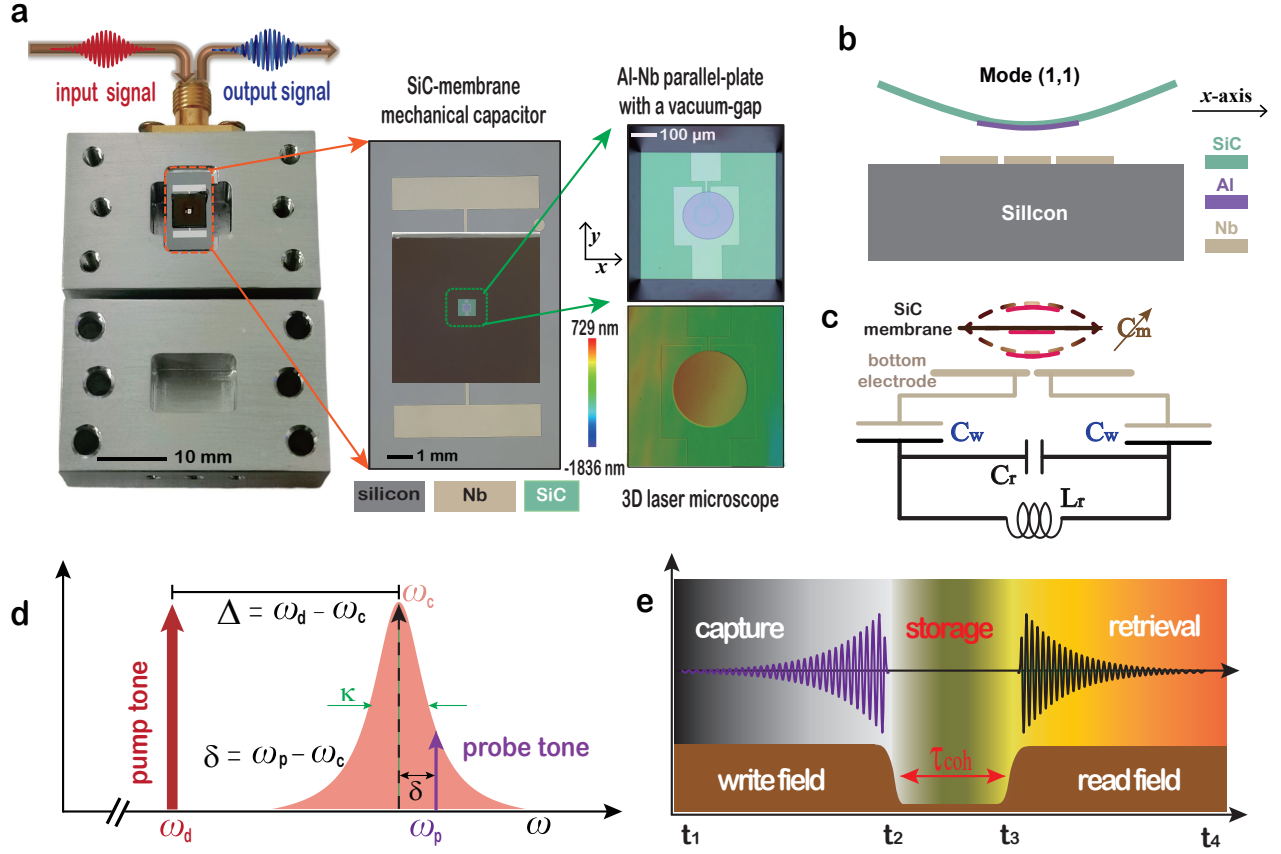 a
input signal
output signal
10 mm
SiC-membrane
mechanical capacitor
1 mm
silicon
Nb
SiC
Al-Nb parallel-plate
with a vacuum-gap
100 μm
y
x
729 nm
-1836 nm
3D laser microscope
b
Mode (1,1)
x-axis
SiC
Al
Nb
SilIcon
c
SiC
membrane
Cm
bottom
electrode
Cw
Cw
Cr
Lr
d
ωc
Δ = ωd − ωc
pump tone
κ
δ = ωp − ωc
probe tone
δ
ωd
ωp
ω
e
capture
storage
retrieval
τcoh
write field
read field
t1
t2
t3
t4